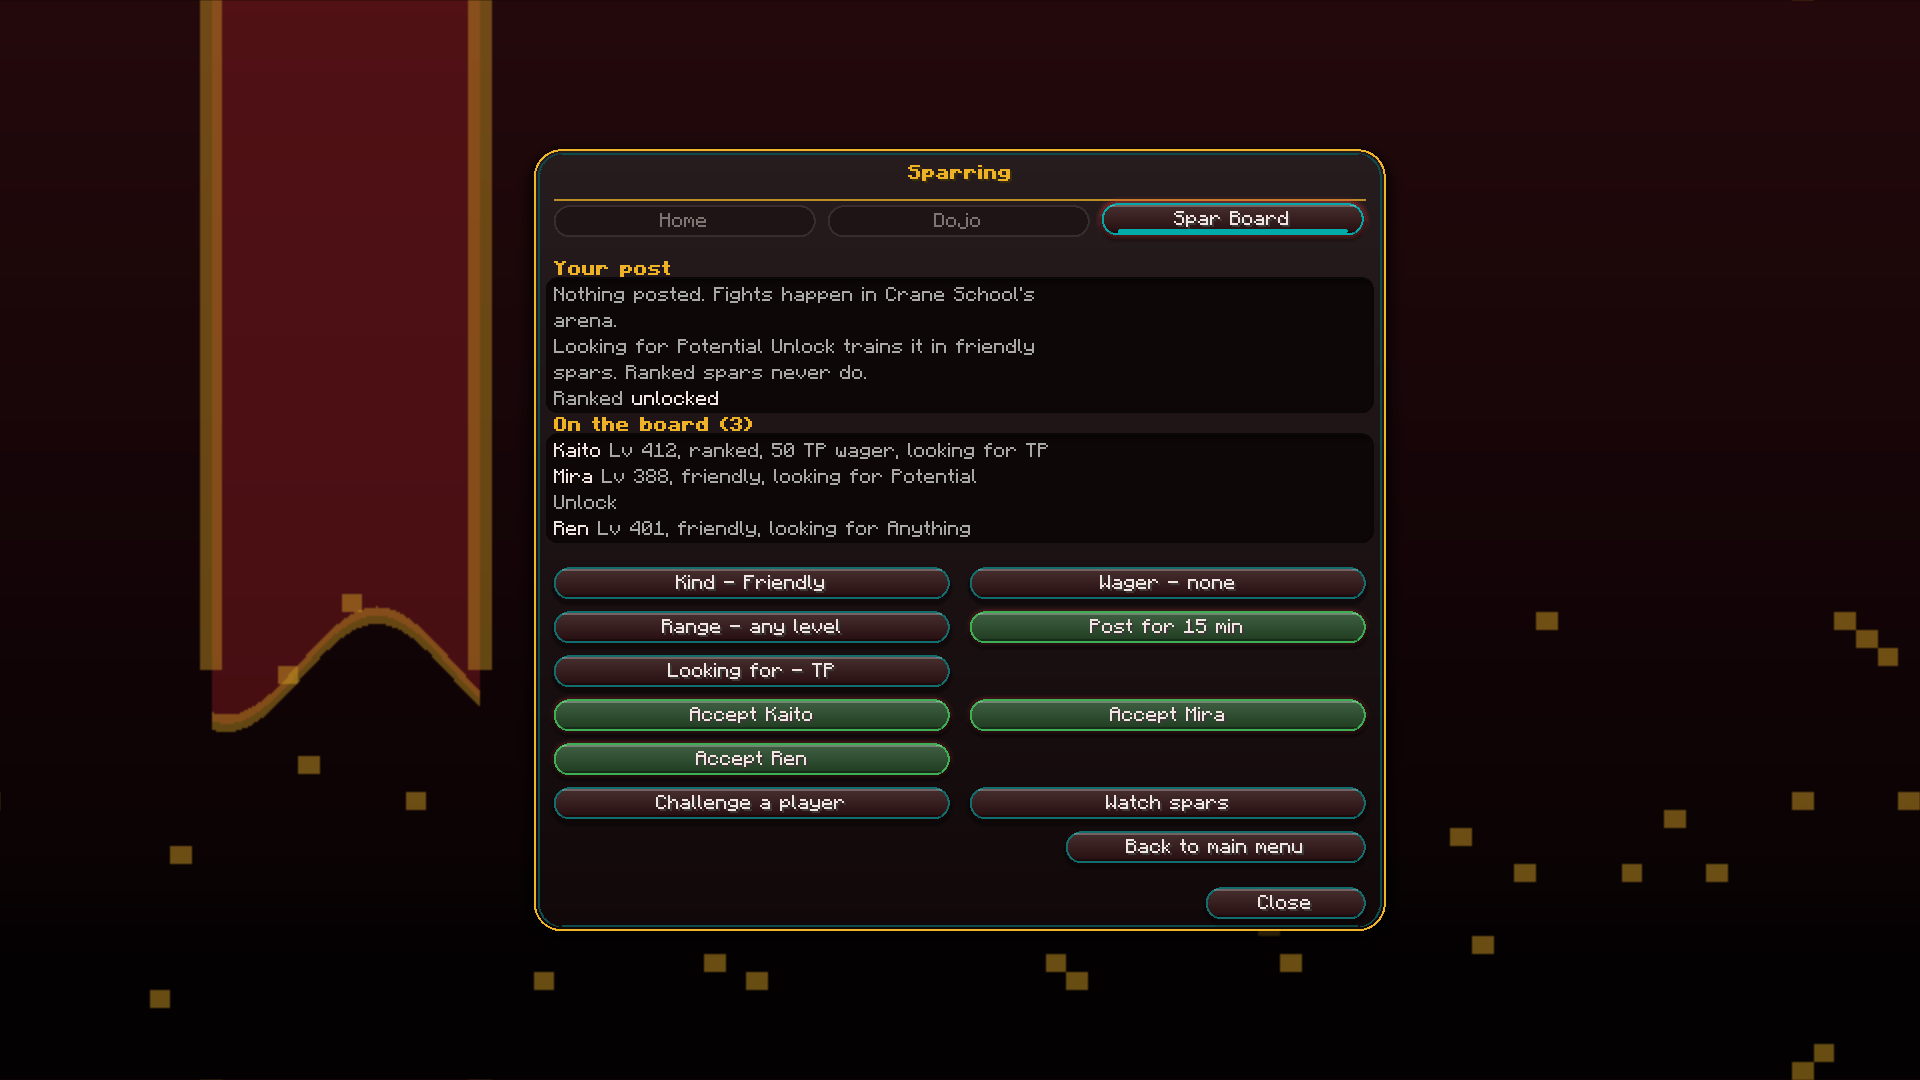 Sparring
Home
Dojo
Spar Board
Your post
Nothing posted. Fights happen in Crane School's
arena.
Looking for Potential Unlock trains it in friendly
spars. Ranked spars never do.
Ranked unlocked
On the board (3)
Kaito Lv 412, ranked, 50 TP wager, looking for TP
Mira Lv 388, friendly, looking for Potential
Unlock
Ren Lv 401, friendly, looking for Anything
Kind - Friendly
Wager - none
Range - any level
Post for 15 min
Looking for - TP
Accept Kaito
Accept Mira
Accept Ren
Challenge a player
Watch spars
Back to main menu
Close